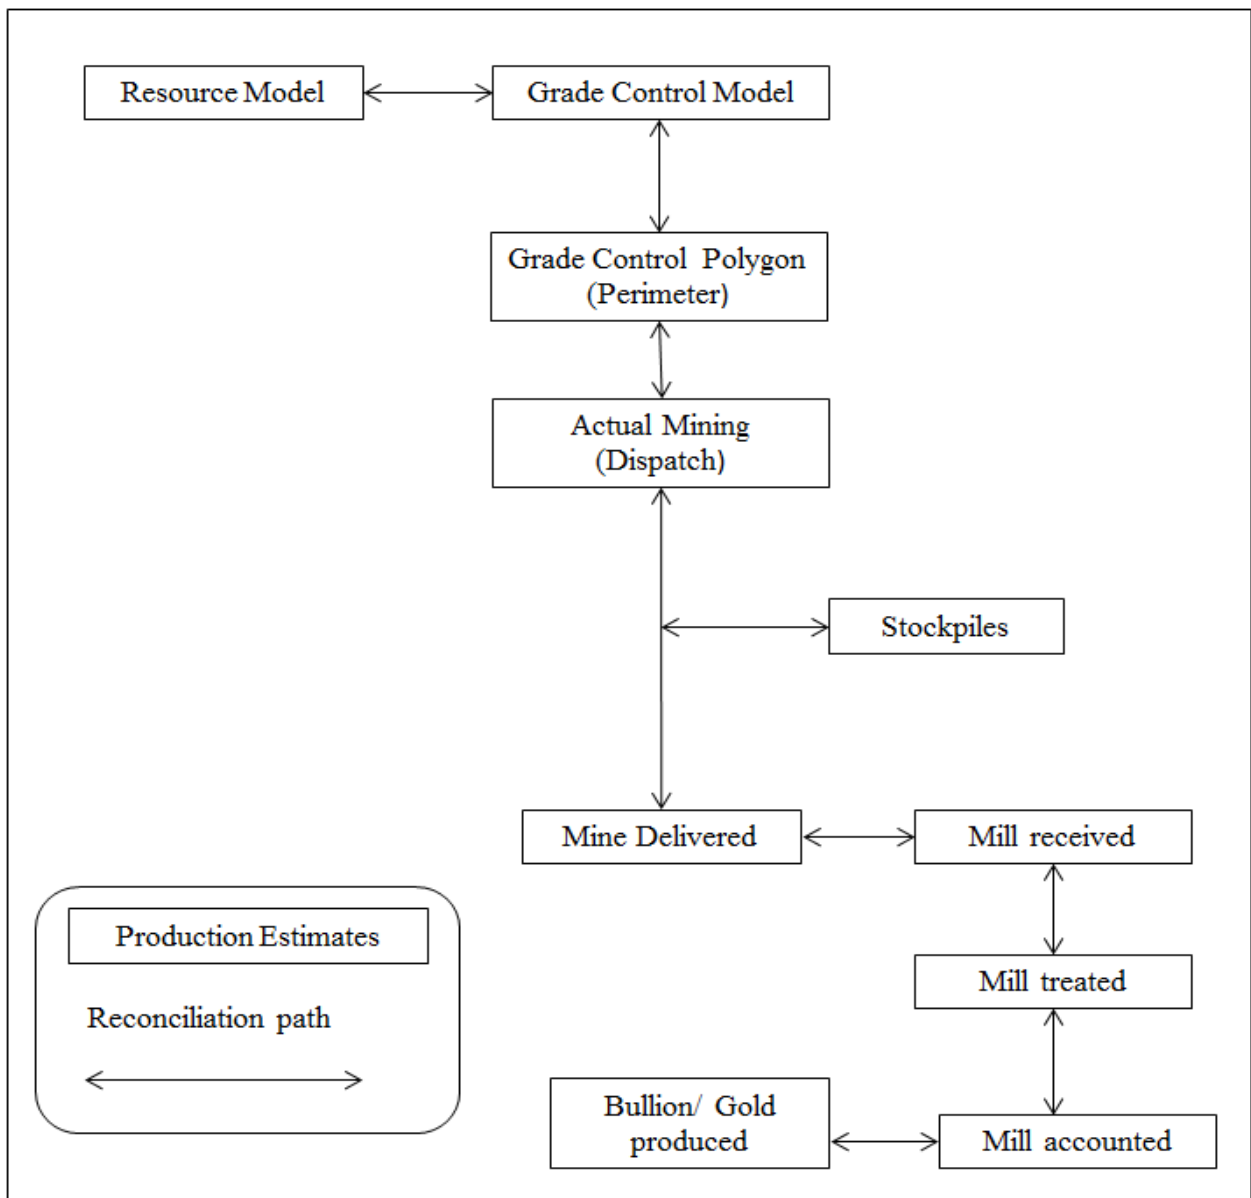 Resource Model
Grade Control Model
Grade Control Polygon
(Perimeter)
Actual Mining
(Dispatch)
Stockpiles
Mine Delivered
Mill received
Production Estimates
Mill treated
Reconciliation path
Bullion/ Gold
produced
Mill accounted